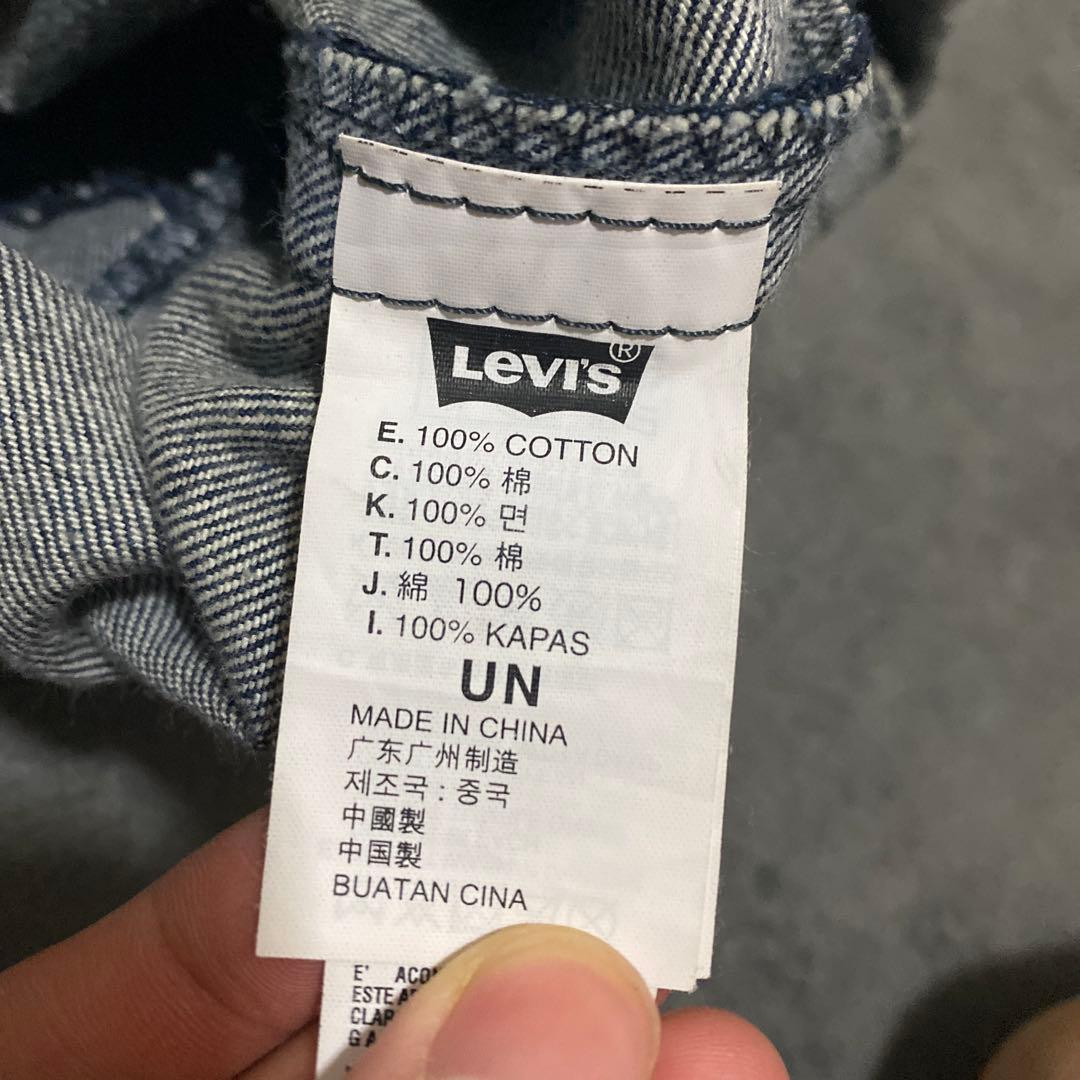 Levi's®
E. 100% COTTON
C. 100% 棉
K. 100% 면
T. 100% 棉
J. 綿 100%
I. 100% KAPAS
UN
MADE IN CHINA
广东广州制造
제조국 : 중국
中國製
中国製
BUATAN CINA
E'
ESTE